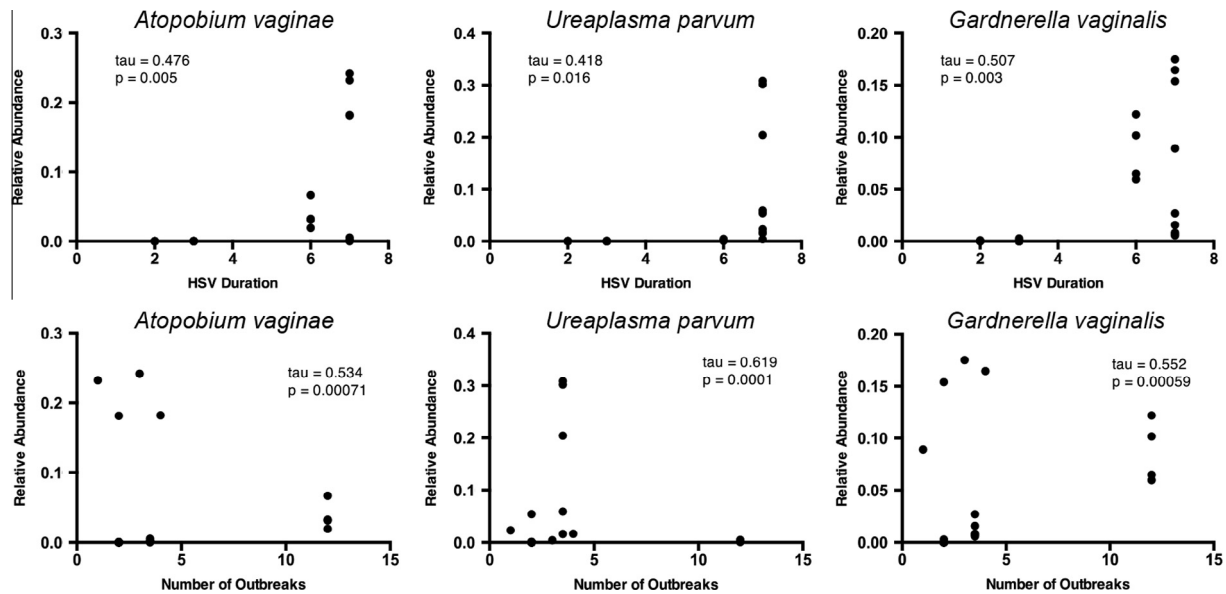 Atopobium vaginae
Ureaplasma parvum
Gardnerella vaginalis
0.3
0.2
0.1
0.0
Relative Abundance
tau = 0.476
p = 0.005
0 2 4 6 8
HSV Duration
0.4
0.3
0.2
0.1
0.0
Relative Abundance
tau = 0.418
p = 0.016
0 2 4 6 8
HSV Duration
0.20
0.15
0.10
0.05
0.00
Relative Abundance
tau = 0.507
p = 0.003
0 2 4 6 8
HSV Duration
Atopobium vaginae
Ureaplasma parvum
Gardnerella vaginalis
0.3
0.2
0.1
0.0
Relative Abundance
tau = 0.534
p = 0.00071
0 5 10 15
Number of Outbreaks
0.4
0.3
0.2
0.1
0.0
Relative Abundance
tau = 0.619
p = 0.0001
0 5 10 15
Number of Outbreaks
0.20
0.15
0.10
0.05
0.00
Relative Abundance
tau = 0.552
p = 0.00059
0 5 10 15
Number of Outbreaks